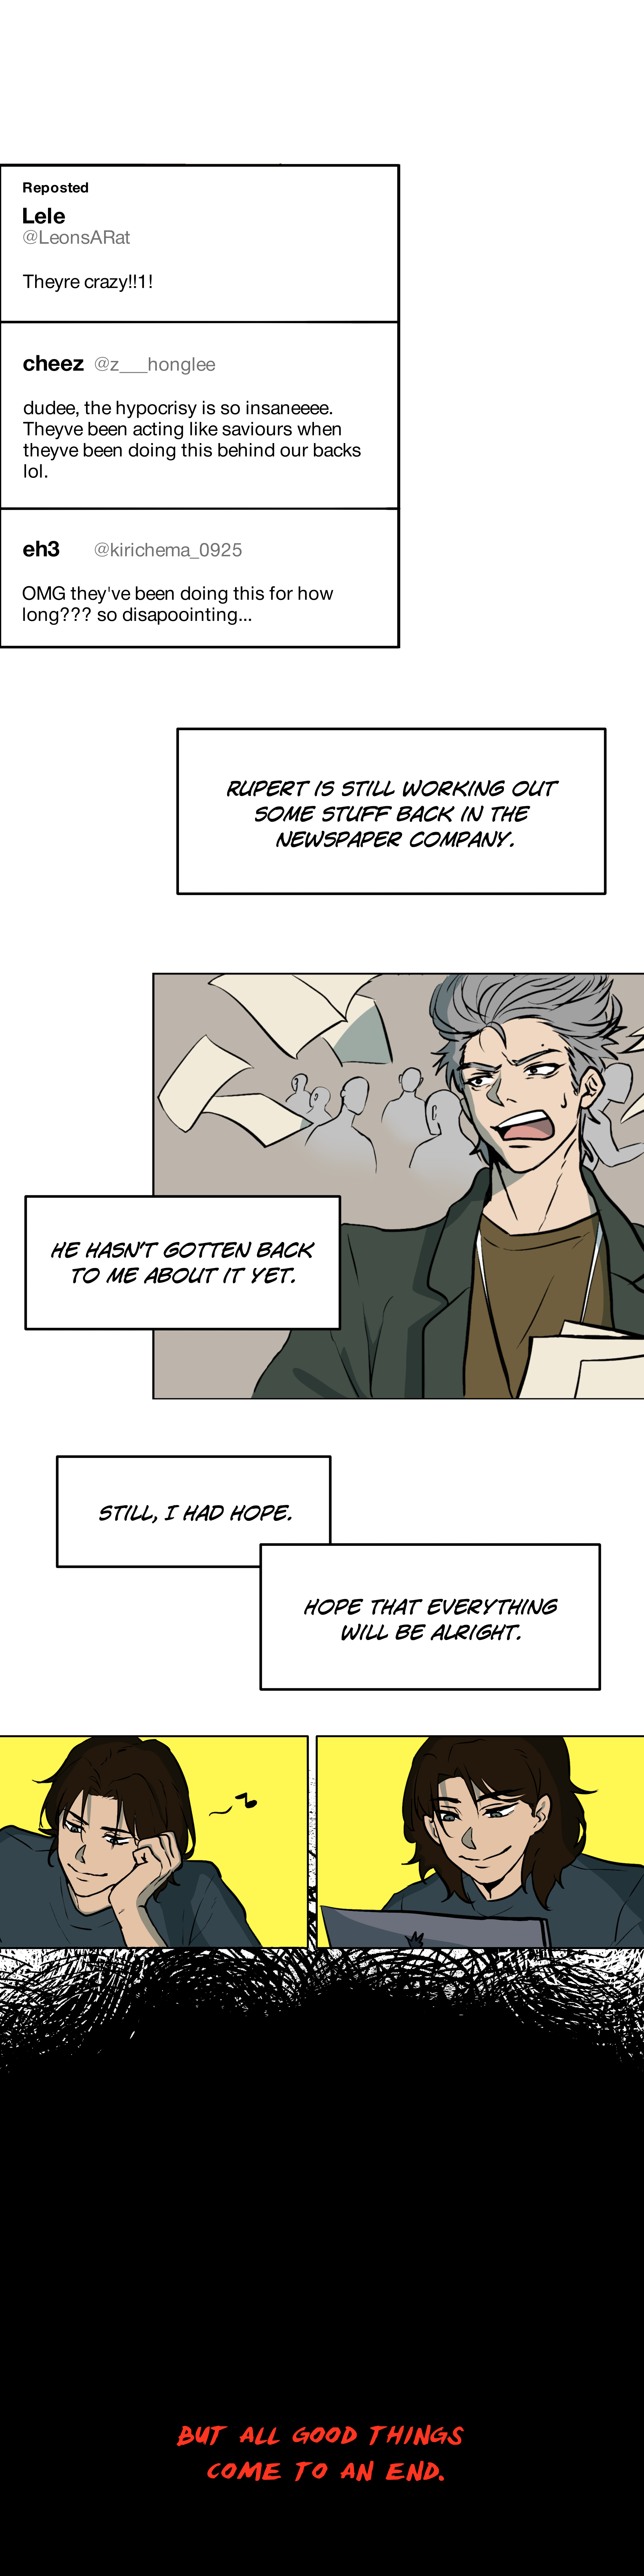 Reposted
Lele
@LeonsARat
Theyre crazy!!1!
cheez @z___honglee
dudee, the hypocrisy is so insaneeee.
Theyve been acting like saviours when
theyve been doing this behind our backs
lol.
eh3 @kirichema_0925
OMG they've been doing this for how
long??? so disapoointing...
RUPERT IS STILL WORKING OUT
SOME STUFF BACK IN THE
NEWSPAPER COMPANY.
HE HASN'T GOTTEN BACK
TO ME ABOUT IT YET.
STILL, I HAD HOPE.
HOPE THAT EVERYTHING
WILL BE ALRIGHT.
BUT ALL GOOD THINGS
COME TO AN END.